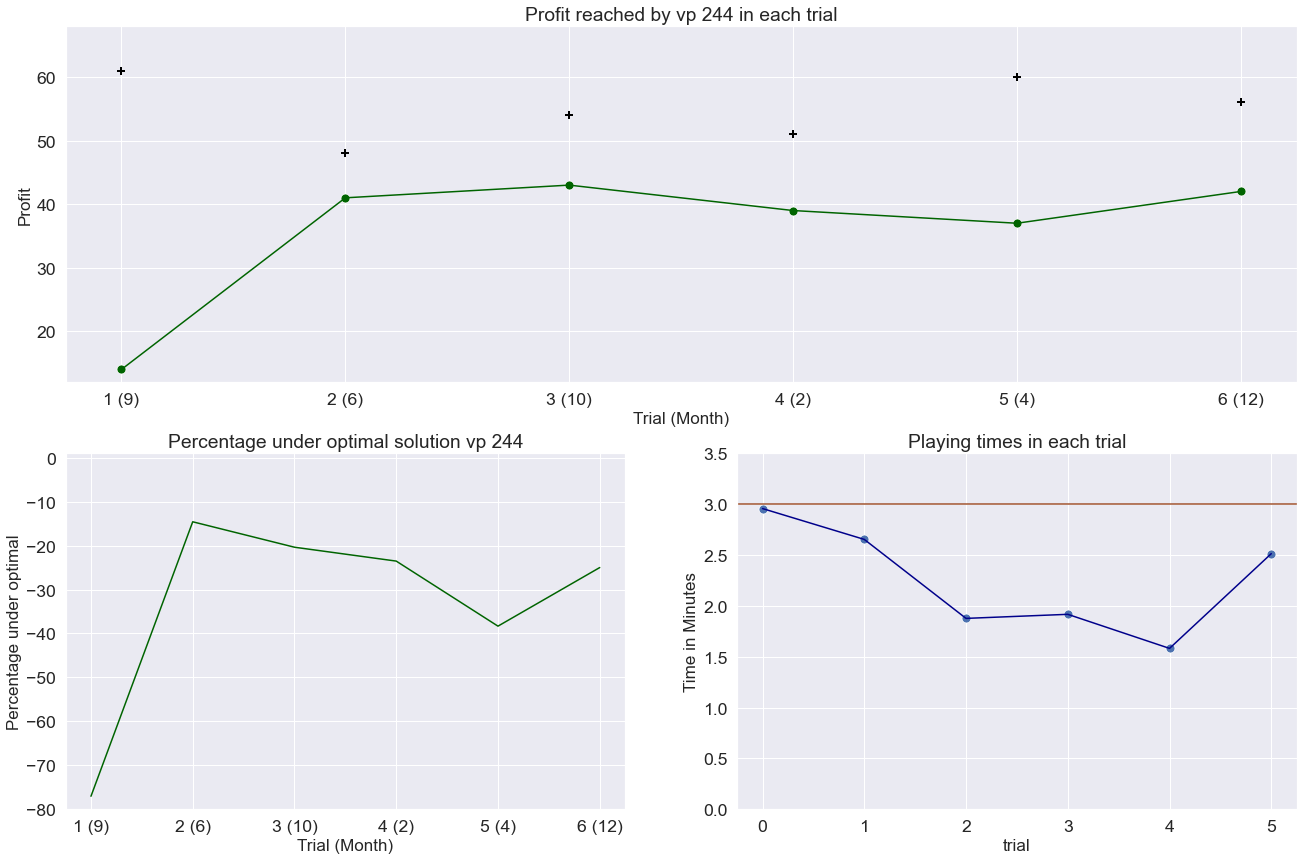 Profit reached by vp 244 in each trial
Profit
60
50
40
30
20
1 (9) 2 (6) 3 (10) 4 (2) 5 (4) 6 (12)
Trial (Month)
Percentage under optimal solution vp 244
Percentage under optimal
0
−10
−20
−30
−40
−50
−60
−70
−80
1 (9) 2 (6) 3 (10) 4 (2) 5 (4) 6 (12)
Trial (Month)
Playing times in each trial
Time in Minutes
3.5
3.0
2.5
2.0
1.5
1.0
0.5
0.0
0 1 2 3 4 5
trial